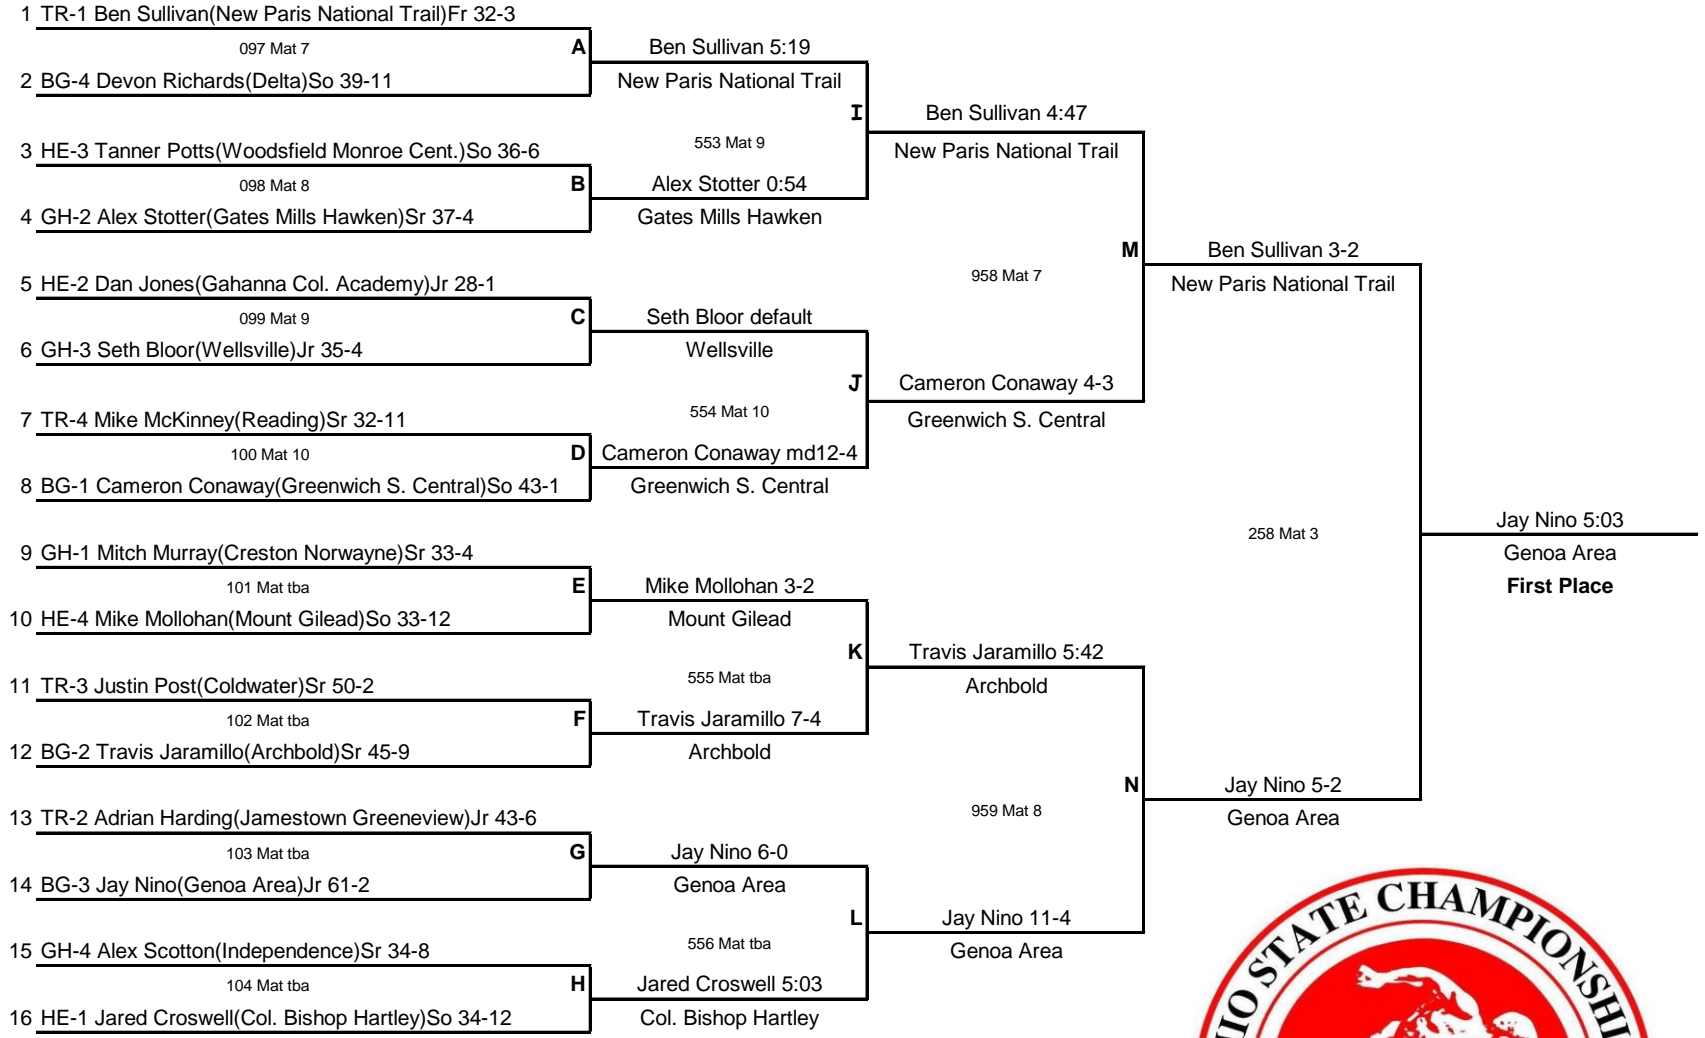 1 TR-1 Ben Sullivan(New Paris National Trail)Fr 32-3
097 Mat 7
A
2 BG-4 Devon Richards(Delta)So 39-11
Ben Sullivan 5:19
New Paris National Trail
3 HE-3 Tanner Potts(Woodsfield Monroe Cent.)So 36-6
098 Mat 8
B
4 GH-2 Alex Stotter(Gates Mills Hawken)Sr 37-4
553 Mat 9
I
Alex Stotter 0:54
Gates Mills Hawken
Ben Sullivan 4:47
New Paris National Trail
5 HE-2 Dan Jones(Gahanna Col. Academy)Jr 28-1
099 Mat 9
C
6 GH-3 Seth Bloor(Wellsville)Jr 35-4
Seth Bloor default
Wellsville
7 TR-4 Mike McKinney(Reading)Sr 32-11
100 Mat 10
D
8 BG-1 Cameron Conaway(Greenwich S. Central)So 43-1
554 Mat 10
J
Cameron Conaway md12-4
Greenwich S. Central
Cameron Conaway 4-3
Greenwich S. Central
958 Mat 7
M
Ben Sullivan 3-2
New Paris National Trail
9 GH-1 Mitch Murray(Creston Norwayne)Sr 33-4
101 Mat tba
E
10 HE-4 Mike Mollohan(Mount Gilead)So 33-12
Mike Mollohan 3-2
Mount Gilead
11 TR-3 Justin Post(Coldwater)Sr 50-2
102 Mat tba
F
12 BG-2 Travis Jaramillo(Archbold)Sr 45-9
555 Mat tba
K
Travis Jaramillo 7-4
Archbold
Travis Jaramillo 5:42
Archbold
13 TR-2 Adrian Harding(Jamestown Greeneview)Jr 43-6
103 Mat tba
G
14 BG-3 Jay Nino(Genoa Area)Jr 61-2
Jay Nino 6-0
Genoa Area
15 GH-4 Alex Scotton(Independence)Sr 34-8
104 Mat tba
H
16 HE-1 Jared Croswell(Col. Bishop Hartley)So 34-12
556 Mat tba
L
Jared Croswell 5:03
Col. Bishop Hartley
Jay Nino 11-4
Genoa Area
959 Mat 8
N
Jay Nino 5-2
Genoa Area
258 Mat 3
Jay Nino 5:03
Genoa Area
First Place
IO STATE CHAMPIONSHI